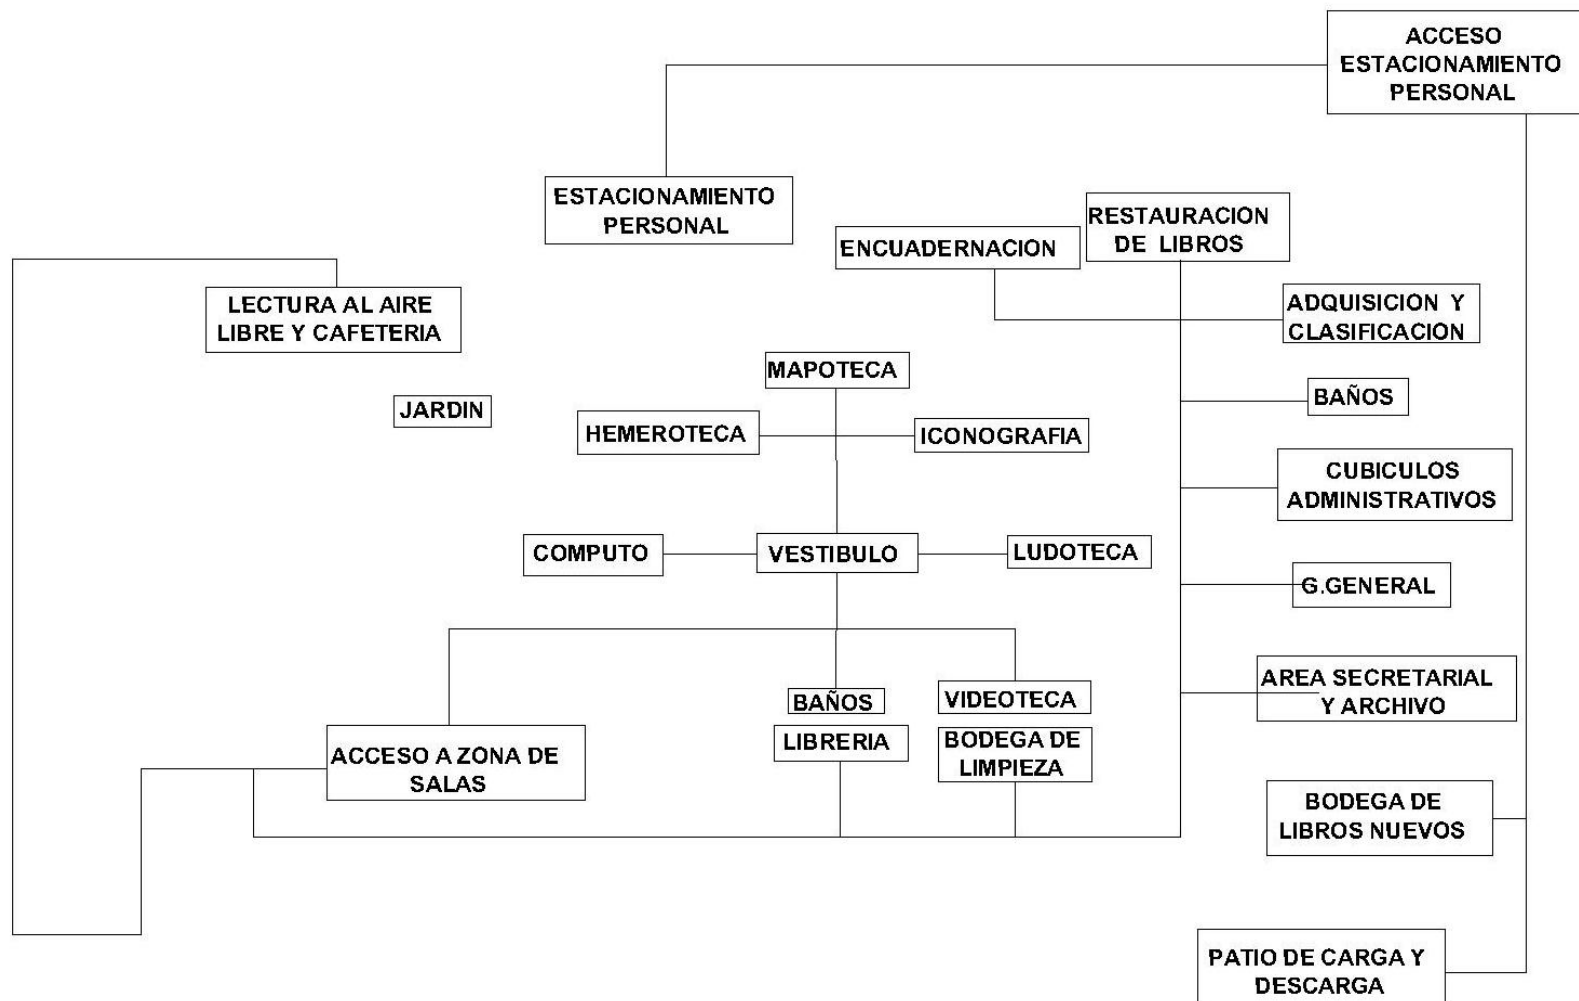 ACCESO
ESTACIONAMIENTO
PERSONAL
ESTACIONAMIENTO
PERSONAL
RESTAURACION
DE LIBROS
ENCUADERNACION
LECTURA AL AIRE
LIBRE Y CAFETERIA
ADQUISICION Y
CLASIFICACION
MAPOTECA
JARDIN
BAÑOS
HEMEROTECA
ICONOGRAFIA
CUBICULOS
ADMINISTRATIVOS
COMPUTO
VESTIBULO
LUDOTECA
G.GENERAL
AREA SECRETARIAL
Y ARCHIVO
BAÑOS
VIDEOTECA
LIBRERIA
BODEGA DE
LIMPIEZA
ACCESO A ZONA DE
SALAS
BODEGA DE
LIBROS NUEVOS
PATIO DE CARGA Y
DESCARGA